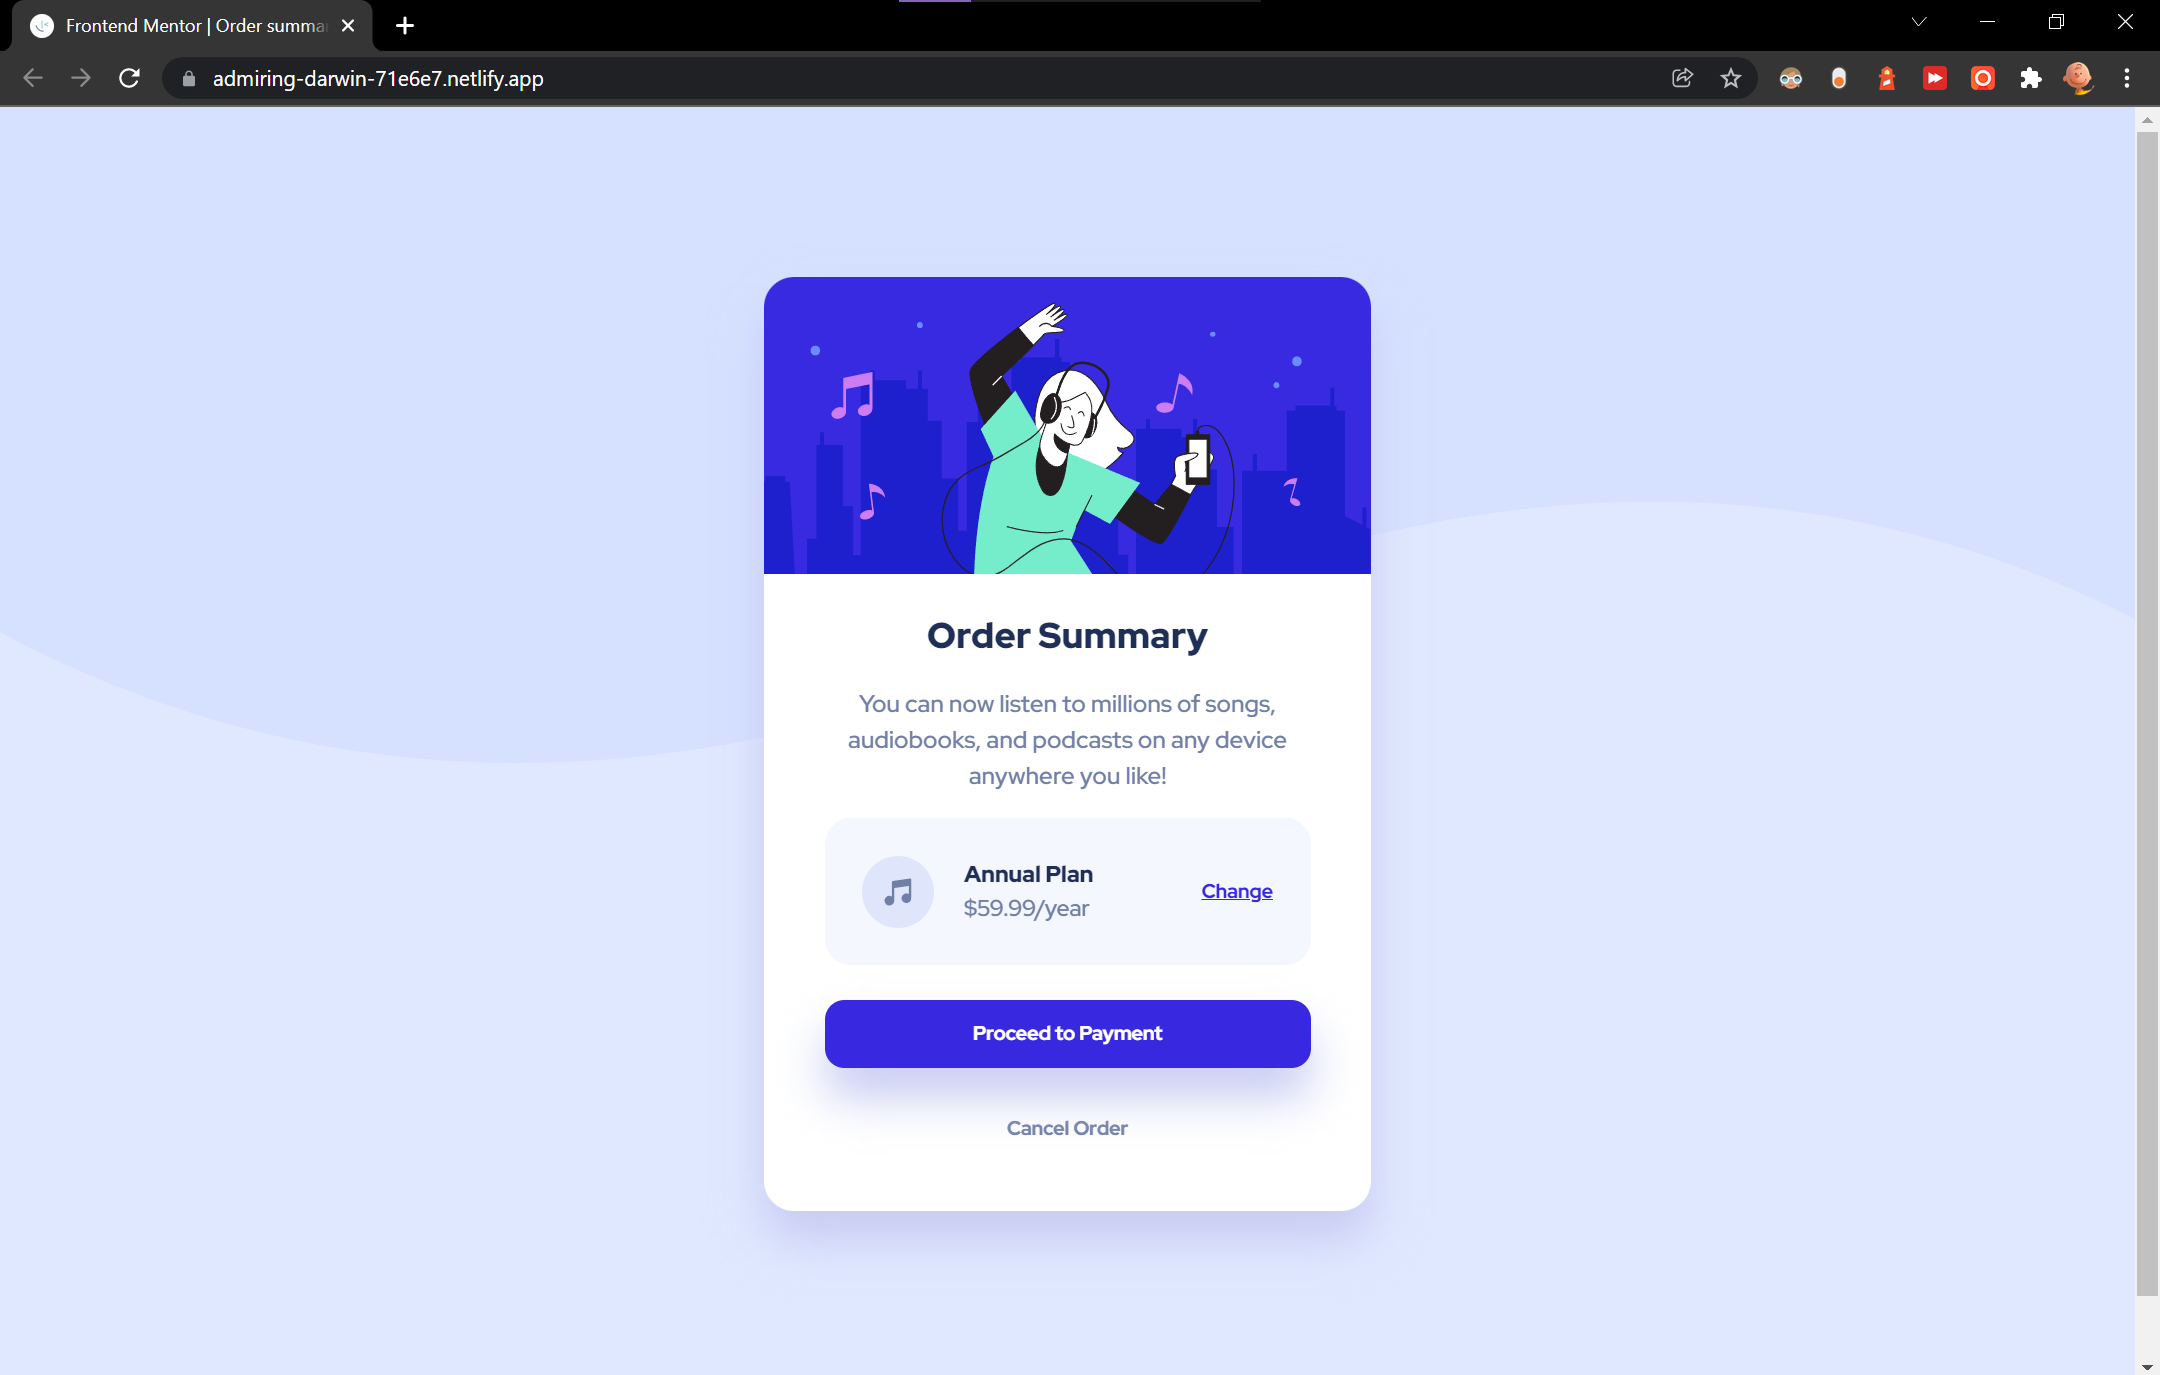 Frontend Mentor | Order summa
admiring-darwin-71e6e7.netlify.app
Order Summary
You can now listen to millions of songs,
audiobooks, and podcasts on any device
anywhere you like!
Annual Plan
$59.99/year
Change
Proceed to Payment
Cancel Order